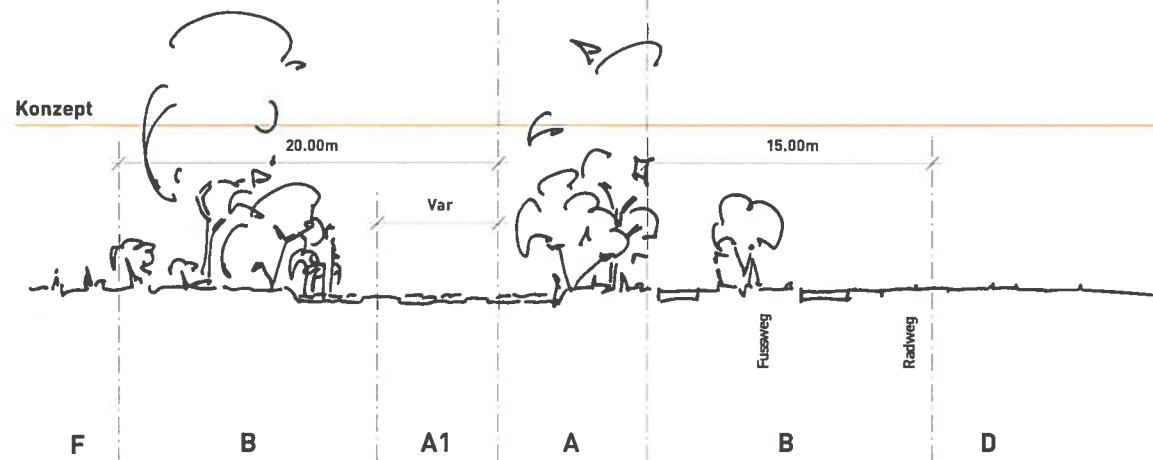 Konzept
20.00m
15.00m
Var
Fussweg
Radweg
F B A1 A B D